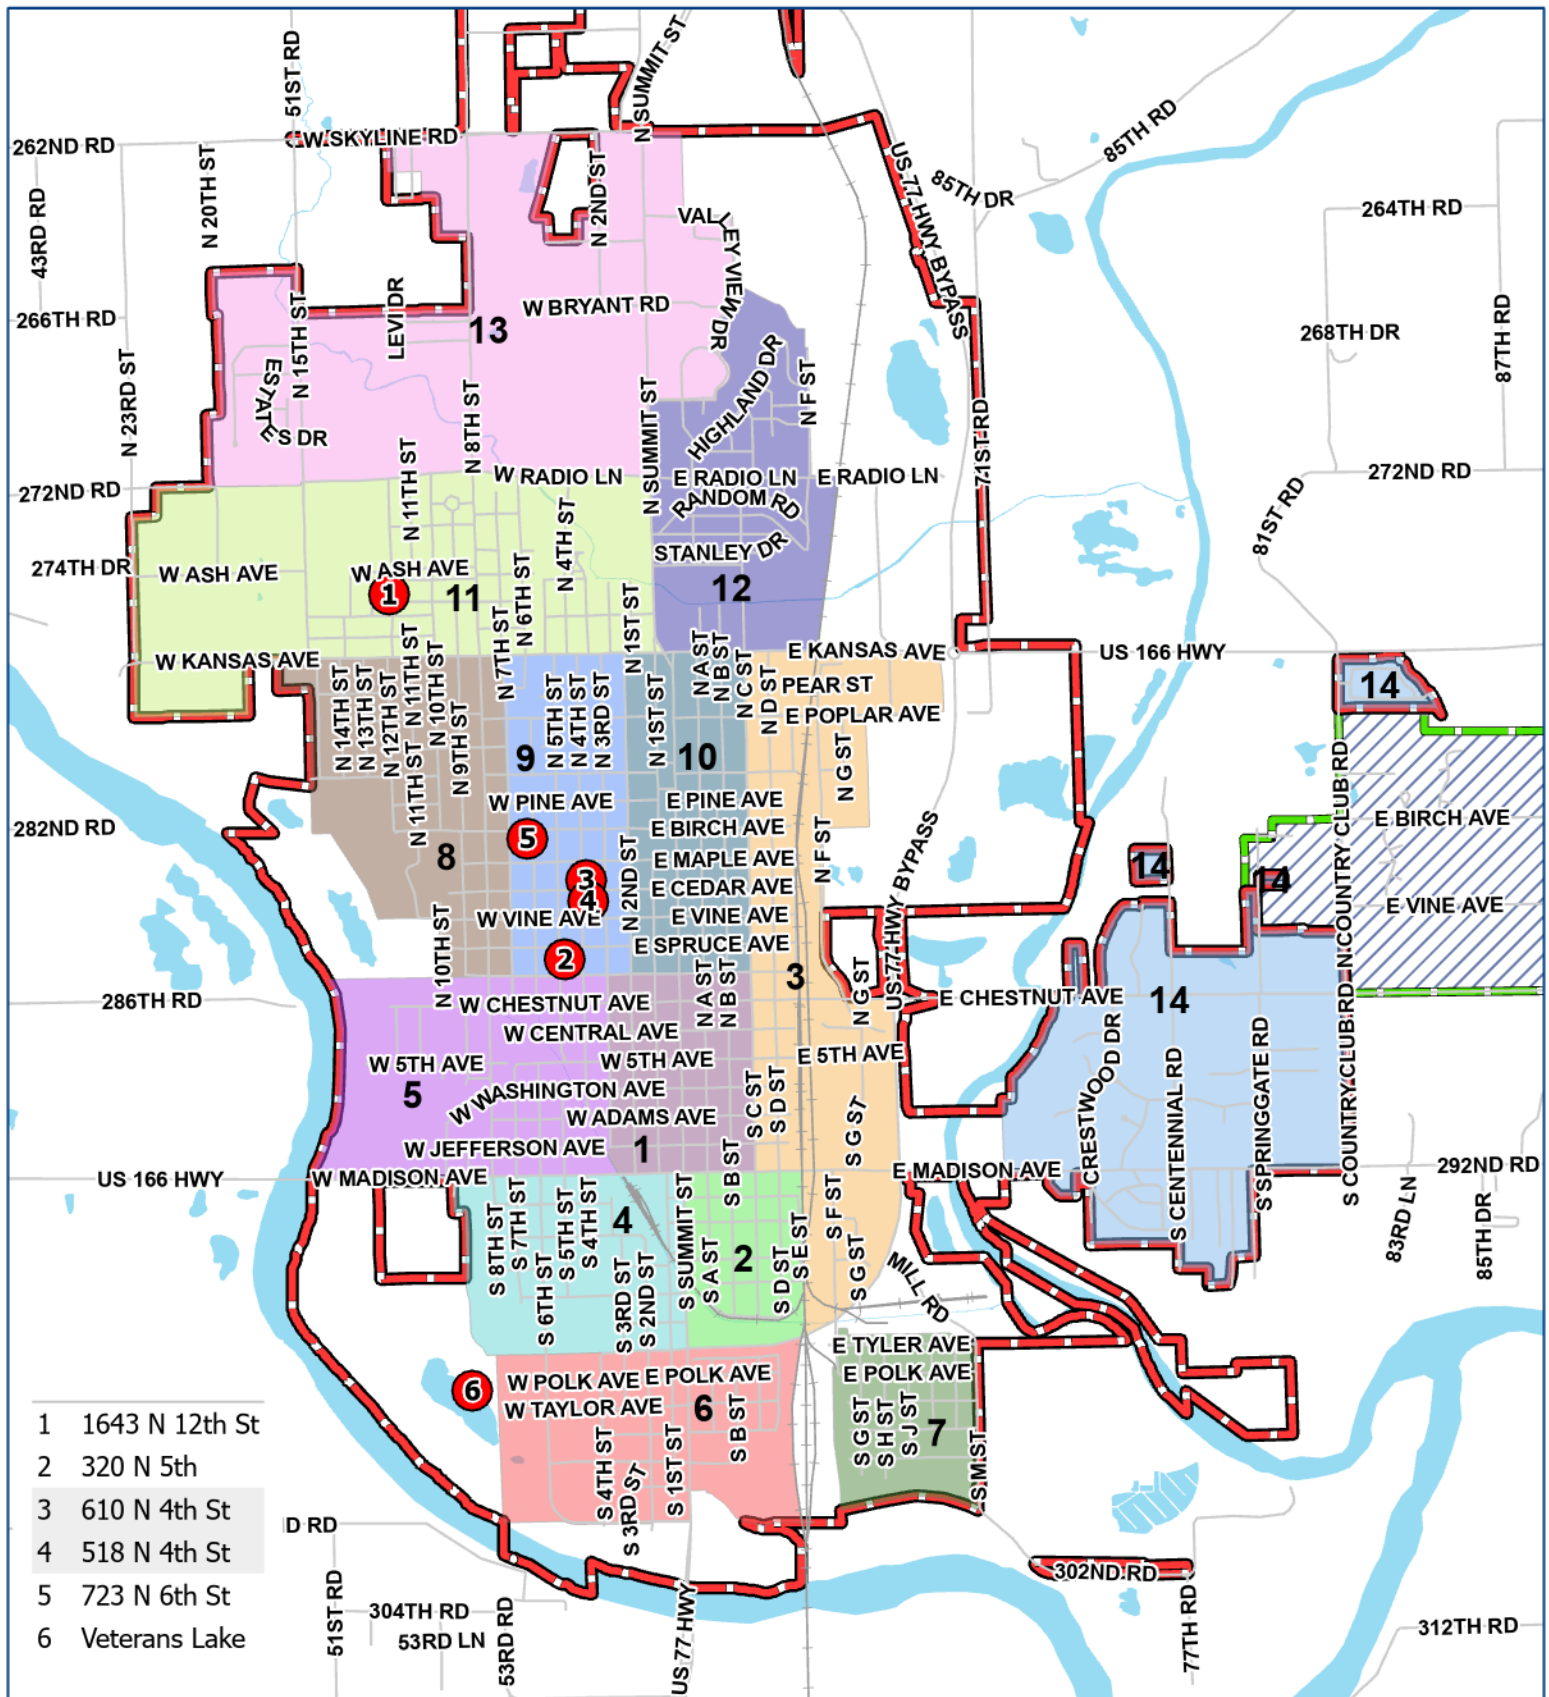 51ST RD
N SUMMIT ST
262ND RD
W SKYLINE RD
85TH RD
US 77 HWY BYPASS
85TH DR
N 20TH ST
N 2ND ST
43RD RD
VALLEY VIEW DR
264TH RD
266TH RD
LEVI DR
W BRYANT RD
13
268TH DR
87TH RD
N 15TH ST
ESTATES DR
N 23RD ST
HIGHLAND DR
N F ST
N 8TH ST
N SUMMIT ST
71ST RD
N 11TH ST
W RADIO LN
E RADIO LN
E RADIO LN
272ND RD
272ND RD
RANDOM RD
N 4TH ST
81ST RD
STANLEY DR
274TH DR
W ASH AVE
W ASH AVE
1
11
12
N 6TH ST
N 1ST ST
N 7TH ST
W KANSAS AVE
E KANSAS AVE
US 166 HWY
N 14TH ST
N 13TH ST
N 12TH ST
N 11TH ST
N 10TH ST
N 9TH ST
N 5TH ST
N 4TH ST
N 3RD ST
N 1ST ST
N A ST
N B ST
N C ST
N D ST
PEAR ST
E POPLAR AVE
14
9
10
N G ST
N COUNTRY CLUB RD
N 11TH ST
W PINE AVE
E PINE AVE
282ND RD
5
E BIRCH AVE
E BIRCH AVE
8
N F ST
US 77 HWY BYPASS
E MAPLE AVE
14
3
14
4
N 2ND ST
E CEDAR AVE
W VINE AVE
E VINE AVE
E VINE AVE
N 10TH ST
E SPRUCE AVE
2
3
N A ST
N B ST
N G ST
US 77 HWY
286TH RD
W CHESTNUT AVE
E CHESTNUT AVE
14
N COUNTRY CLUB RD
W CENTRAL AVE
W 5TH AVE
W 5TH AVE
E 5TH AVE
CRESTWOOD DR
S CENTENNIAL RD
S SPRINGGATE RD
S COUNTRY CLUB RD
5
W WASHINGTON AVE
S C ST
S D ST
W ADAMS AVE
S G ST
W JEFFERSON AVE
1
US 166 HWY
W MADISON AVE
E MADISON AVE
292ND RD
S B ST
S 8TH ST
S 7TH ST
S 6TH ST
S 5TH ST
S 4TH ST
4
S 3RD ST
S 2ND ST
S SUMMIT ST
S A ST
2
S D ST
S E ST
S F ST
S G ST
MILL RD
83RD LN
85TH DR
E TYLER AVE
W POLK AVE
E POLK AVE
E POLK AVE
6
W TAYLOR AVE
6
S B ST
S G ST
S H ST
S J ST
7
S M ST
S 4TH ST
S 3RD ST
S 1ST ST
1 1643 N 12th St
2 320 N 5th
3 610 N 4th St
4 518 N 4th St
5 723 N 6th St
6 Veterans Lake
D RD
51ST RD
304TH RD
53RD LN
53RD RD
US 77 HWY
302ND RD
77TH RD
312TH RD